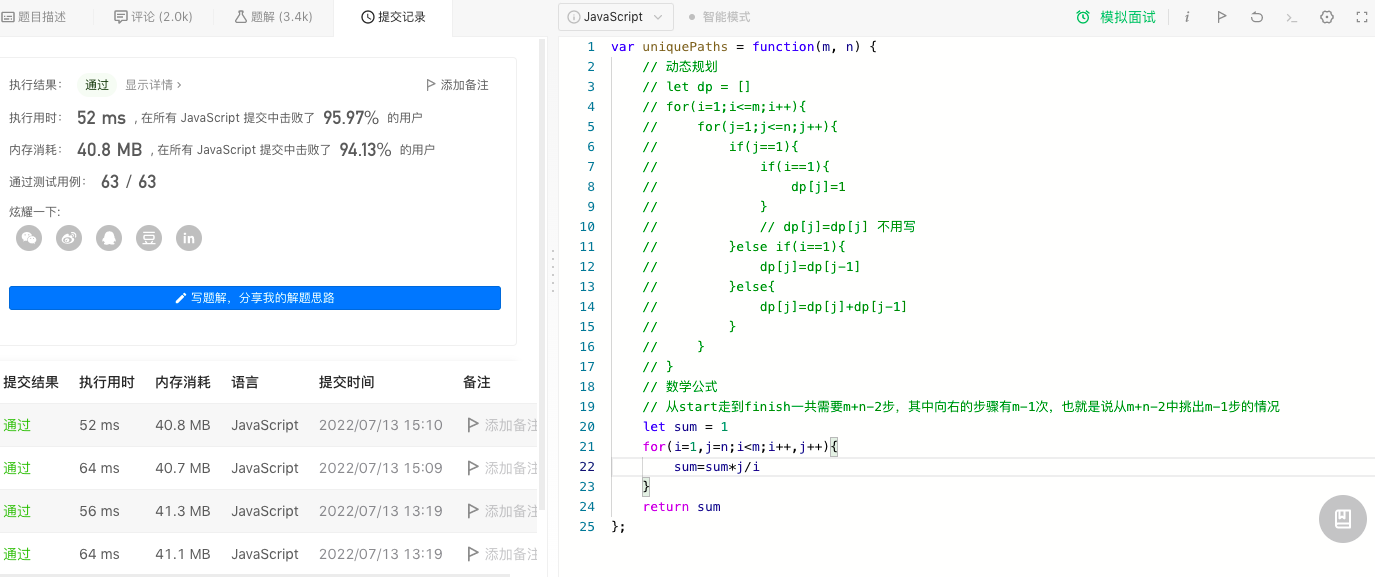 题目描述
评论 (2.0k)
题解 (3.4k)
提交记录
执行结果：
通过
显示详情 ›
添加备注
执行用时：
52 ms
, 在所有 JavaScript 提交中击败了
95.97%
的用户
内存消耗：
40.8 MB
, 在所有 JavaScript 提交中击败了
94.13%
的用户
通过测试用例：
63 / 63
炫耀一下:
豆
in
写题解，分享我的解题思路
提交结果 执行用时 内存消耗 语言 提交时间 备注
通过 52 ms 40.8 MB JavaScript 2022/07/13 15:10 添加备注
通过 64 ms 40.7 MB JavaScript 2022/07/13 15:09 添加备注
通过 56 ms 41.3 MB JavaScript 2022/07/13 13:19 添加备注
通过 64 ms 41.1 MB JavaScript 2022/07/13 13:19 添加备注
JavaScript
智能模式
模拟面试
i
1 var uniquePaths = function(m, n) {
2 // 动态规划
3 // let dp = []
4 // for(i=1;i<=m;i++){
5 //     for(j=1;j<=n;j++){
6 //         if(j==1){
7 //             if(i==1){
8 //                 dp[j]=1
9 //             }
10 //             // dp[j]=dp[j] 不用写
11 //         }else if(i==1){
12 //             dp[j]=dp[j-1]
13 //         }else{
14 //             dp[j]=dp[j]+dp[j-1]
15 //         }
16 //     }
17 // }
18 // 数学公式
19 // 从start走到finish一共需要m+n-2步，其中向右的步骤有m-1次，也就是说从m+n-2中挑出m-1步的情况
20 let sum = 1
21 for(i=1,j=n;i<m;i++,j++){
22 sum=sum*j/i
23 }
24 return sum
25 };